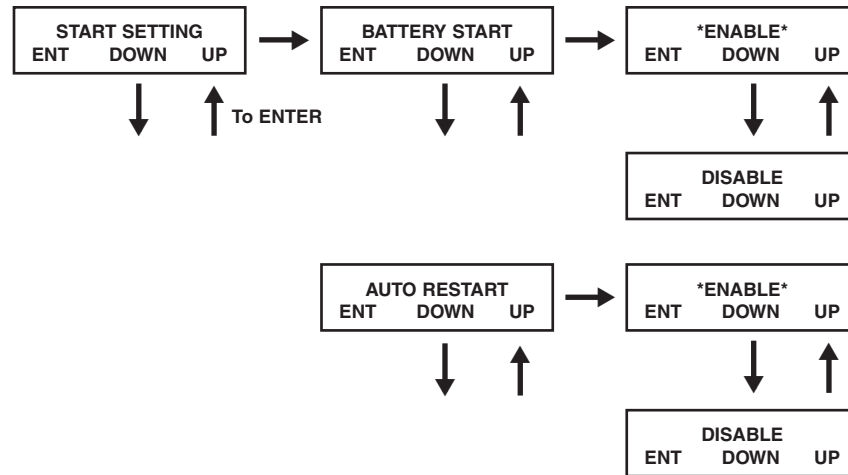 START SETTING
ENT DOWN UP
BATTERY START
ENT DOWN UP
*ENABLE*
ENT DOWN UP
To ENTER
DISABLE
ENT DOWN UP
AUTO RESTART
ENT DOWN UP
*ENABLE*
ENT DOWN UP
DISABLE
ENT DOWN UP